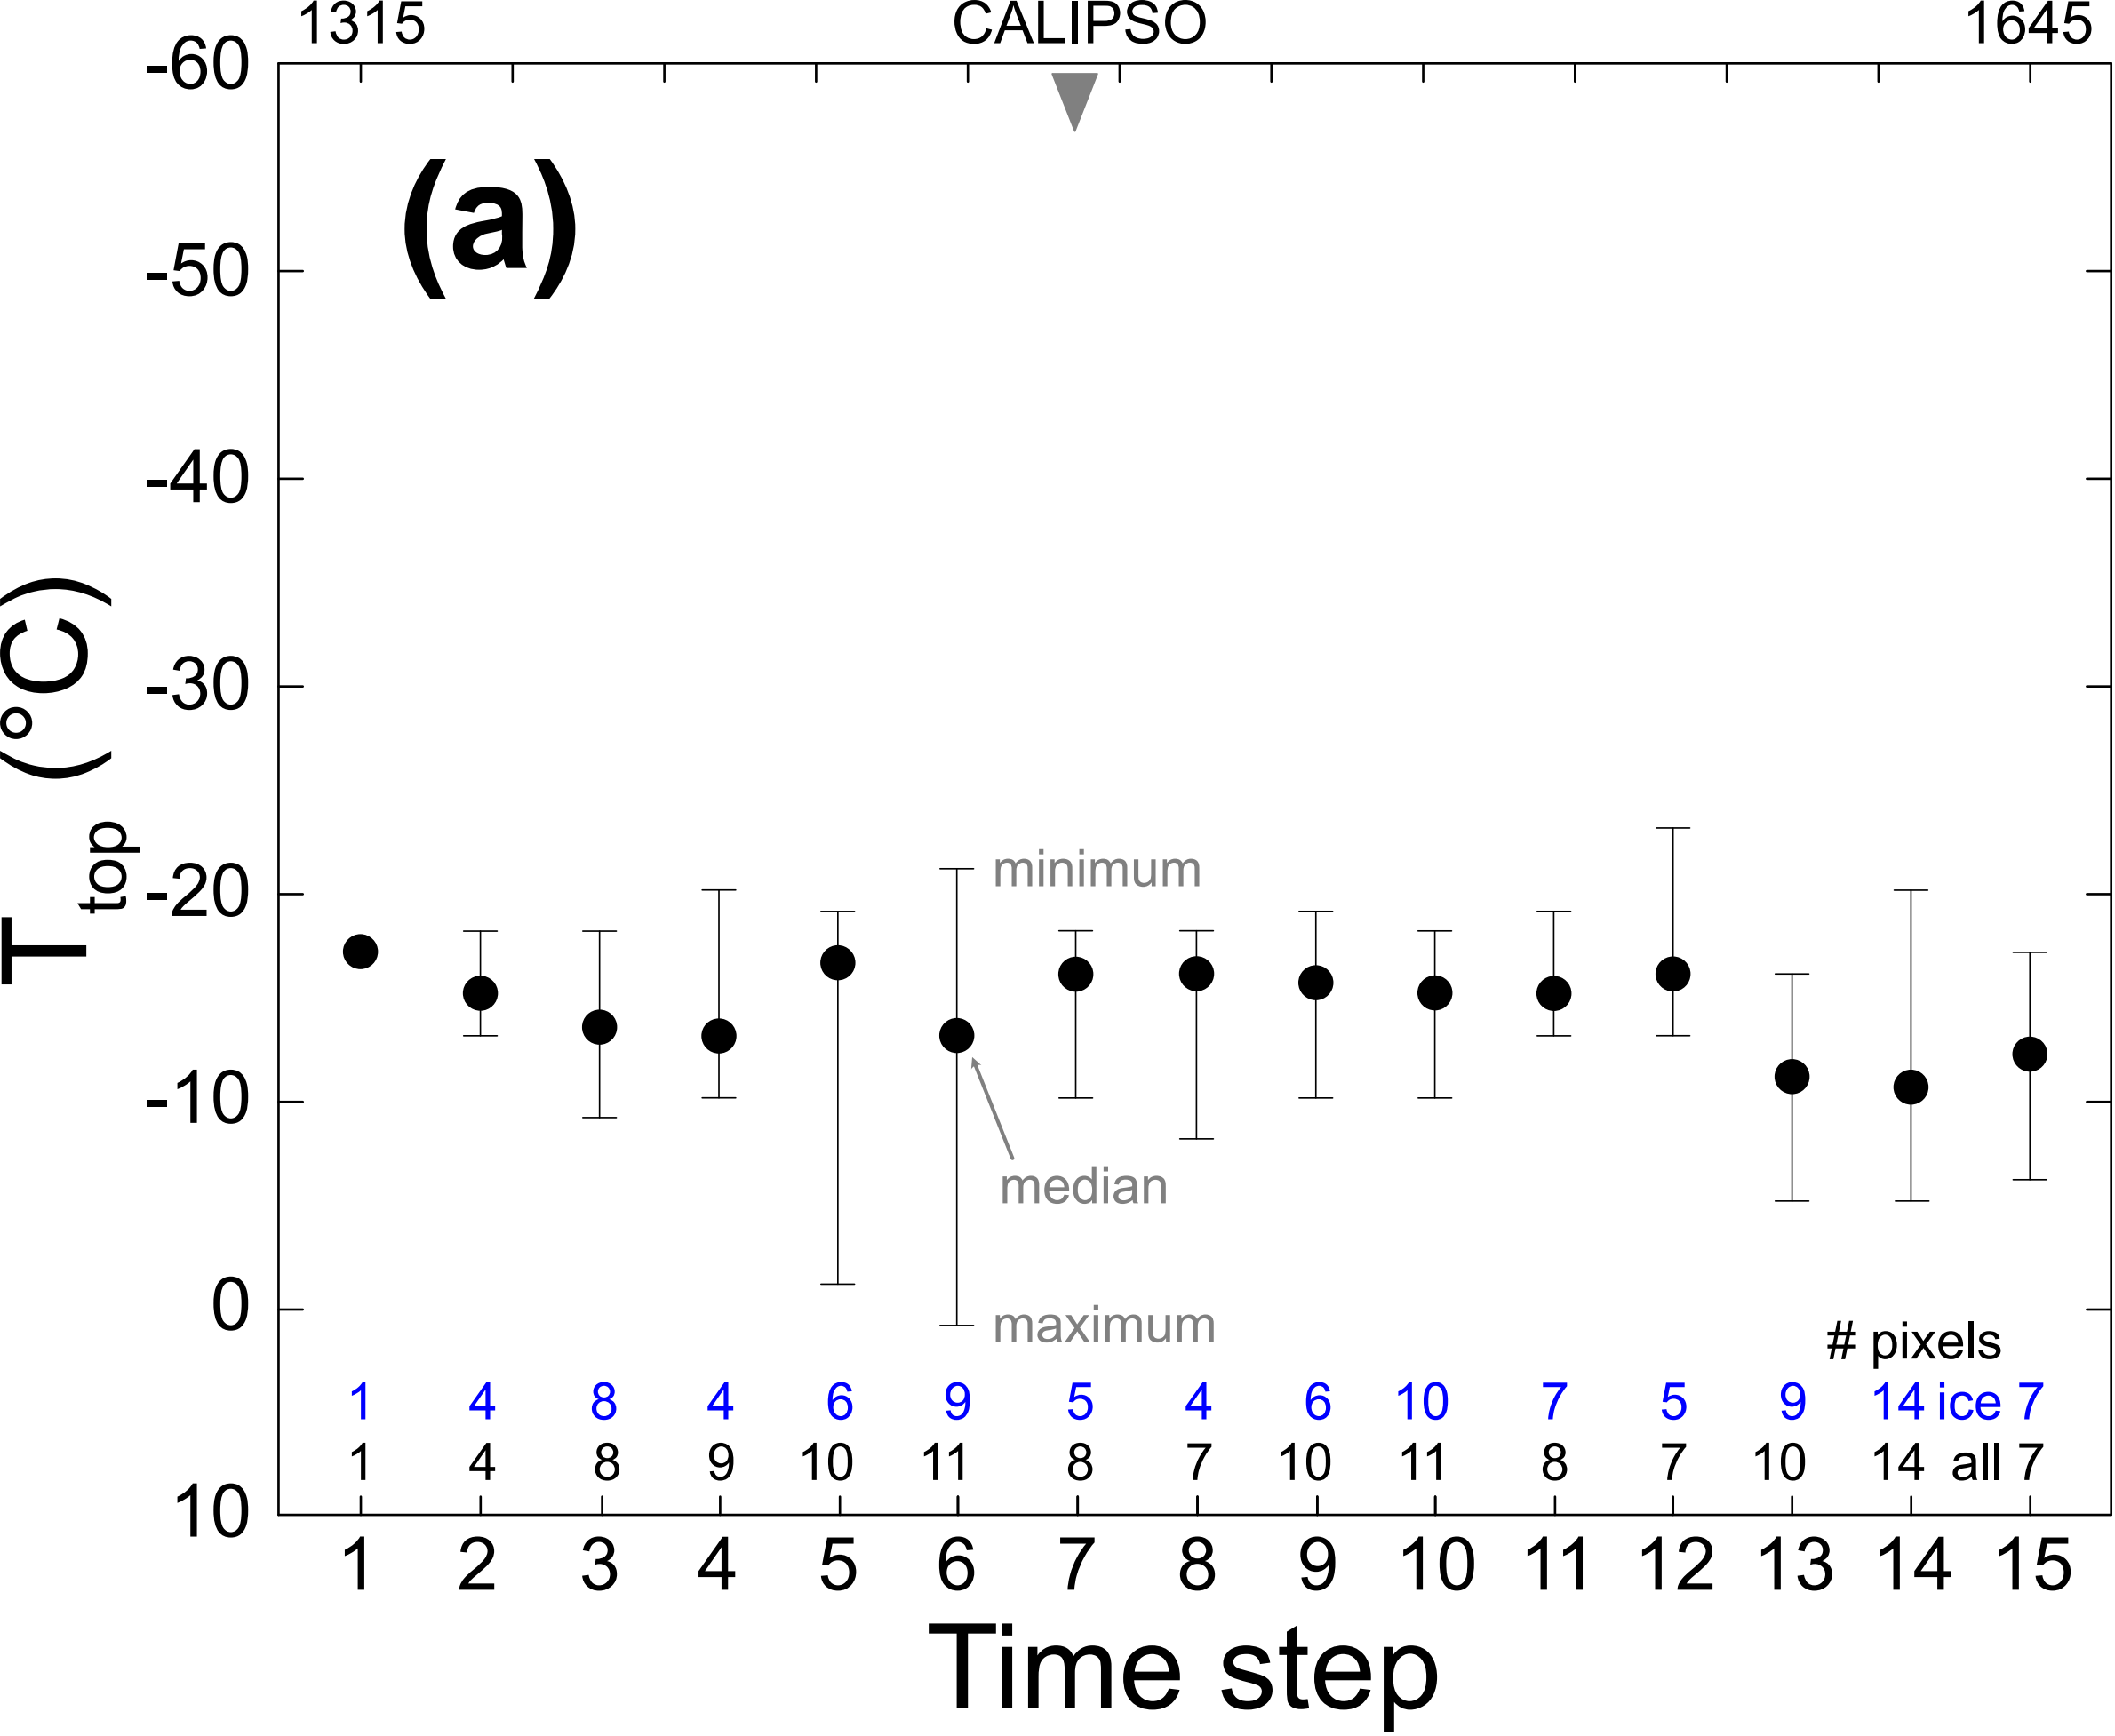 1315 CALIPSO 1645
-60
(a)
-50
-40
-30
Ttop (°C)
-20
minimum
-10
median
0
maximum
# pixels
1 4 8 4 6 9 5 4 6 10 7 5 9 14 ice 7
1 4 8 9 10 11 8 7 10 11 8 7 10 14 all 7
10
1 2 3 4 5 6 7 8 9 10 11 12 13 14 15
Time step